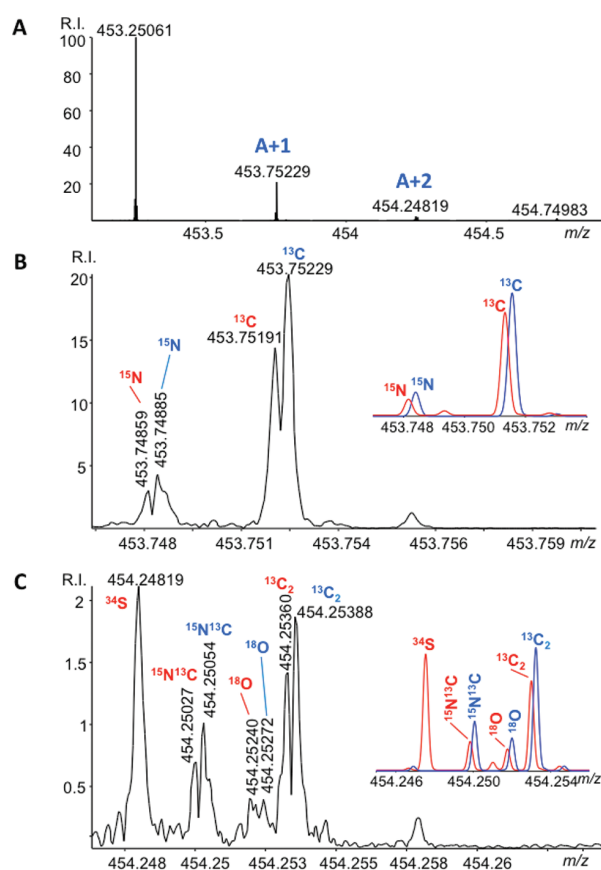 A
R.I.
453.25061
100
80
60
40
20
A+1
453.75229
A+2
454.24819
454.74983
453.5
454
454.5
m/z
B
R.I.
20
15
10
5
¹³C
453.75229
¹³C
453.75191
¹⁵N
¹⁵N
453.74859
453.74885
453.748
453.751
453.754
453.756
453.759
m/z
¹³C
¹³C
¹⁵N
¹⁵N
453.748
453.750
453.752
m/z
C
R.I.
2
1.5
1
0.5
454.24819
³⁴S
¹⁵N¹³C
¹⁵N¹³C
454.25027
454.25054
¹⁸O
¹⁸O
454.25240
454.25272
¹³C₂
¹³C₂
454.25360
454.25388
454.248
454.25
454.253
454.255
454.258
454.26
m/z
³⁴S
¹⁵N¹³C
¹⁵N¹³C
¹⁸O
¹⁸O
¹³C₂
¹³C₂
454.246
454.250
454.254
m/z